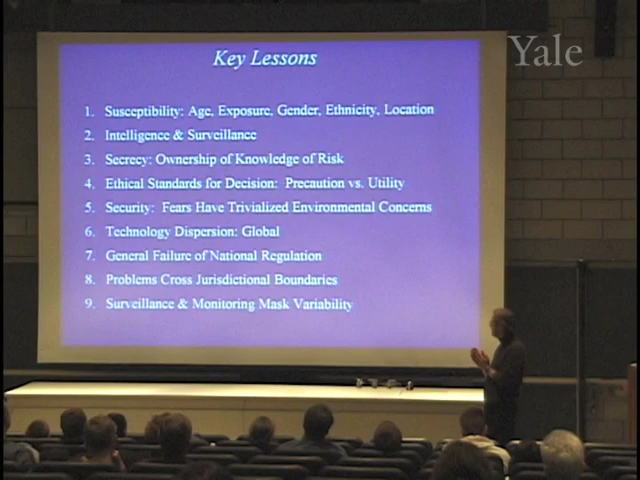 Yale
Key Lessons
1. Susceptibility: Age, Exposure, Gender, Ethnicity, Location
2. Intelligence & Surveillance
3. Secrecy: Ownership of Knowledge of Risk
4. Ethical Standards for Decision: Precaution vs. Utility
5. Security: Fears Have Trivialized Environmental Concerns
6. Technology Dispersion: Global
7. General Failure of National Regulation
8. Problems Cross Jurisdictional Boundaries
9. Surveillance & Monitoring Mask Variability